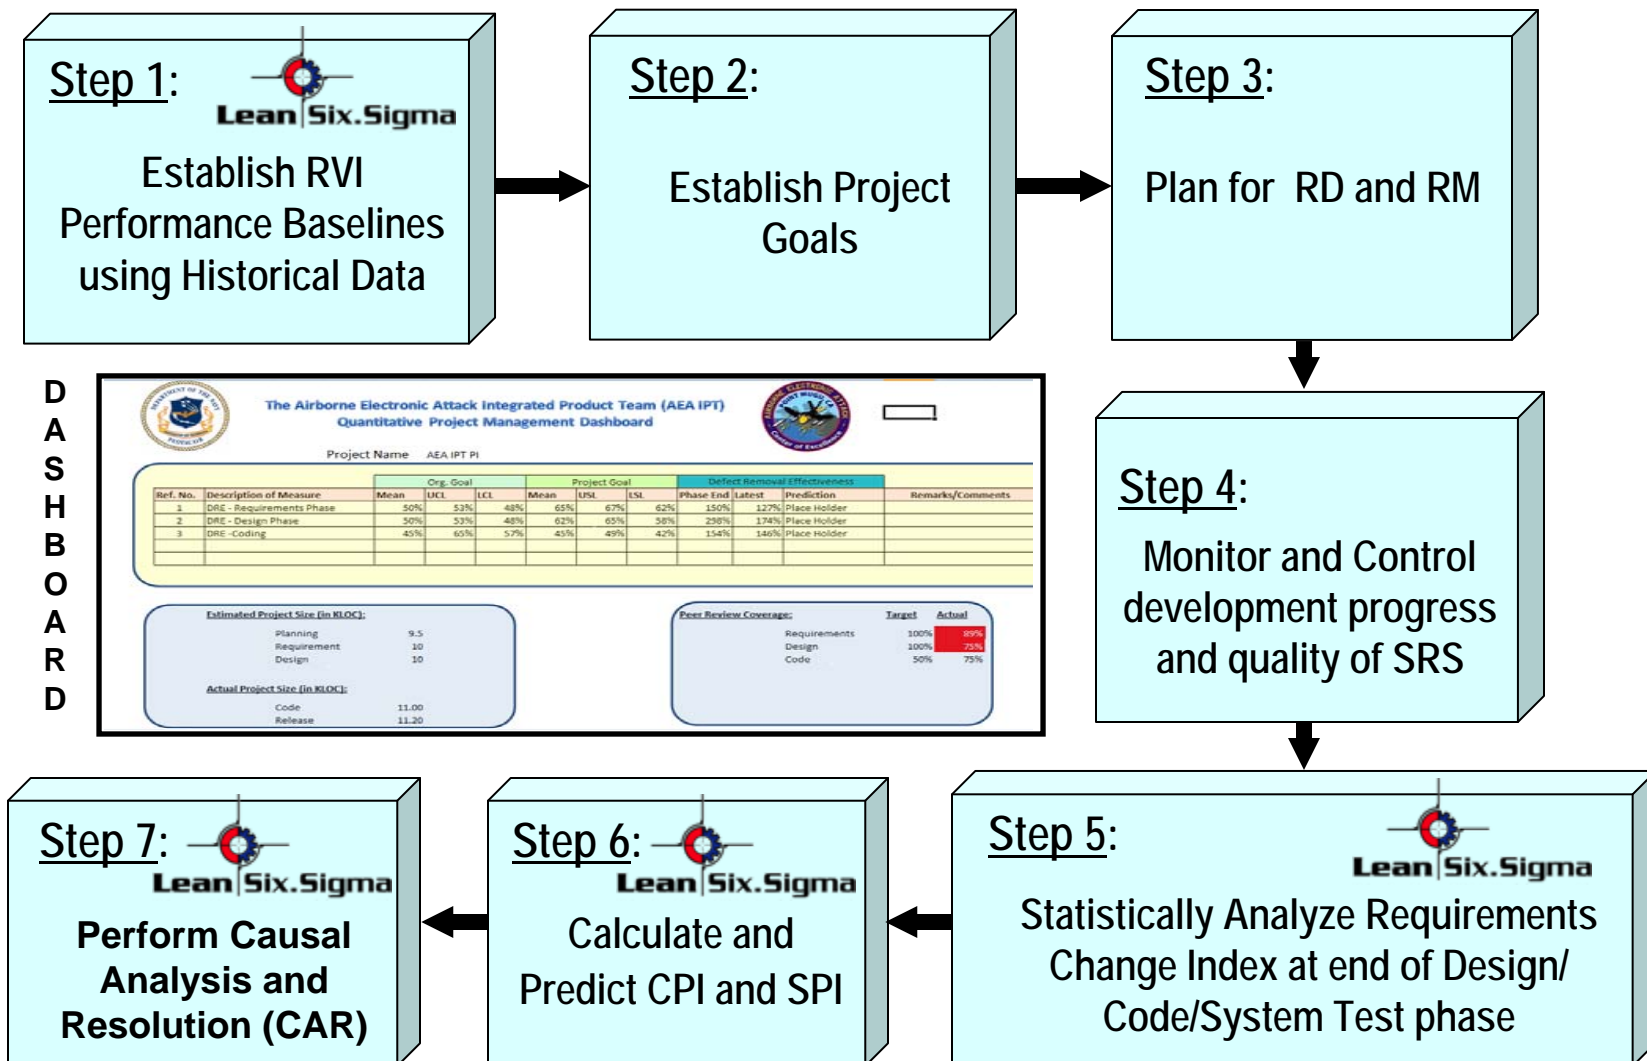 Step 1:
Lean Six.Sigma
Establish RVI
Performance Baselines
using Historical Data
Step 2:
Establish Project
Goals
Step 3:
Plan for RD and RM
DASHBOARD
The Airborne Electronic Attack Integrated Product Team (AEA IPT)
Quantitative Project Management Dashboard
POINT MUGU, CA
Center of Excellence
Project Name AEA IPT PI
Org. Goal Project Goal Defect Removal Effectiveness
Ref. No. Description of Measure Mean UCL LCL Mean USL LSL Phase End Latest Prediction Remarks/Comments
1 DRE - Requirements Phase 50% 53% 48% 65% 67% 62% 150% 127% Place Holder
2 DRE - Design Phase 50% 53% 48% 62% 65% 58% 298% 174% Place Holder
3 DRE -Coding 45% 65% 57% 45% 49% 42% 154% 146% Place Holder
Estimated Project Size (in KLOC):
Planning 9.5
Requirement 10
Design 10
Actual Project Size (in KLOC):
Code 11.00
Release 11.20
Peer Review Coverage: Target Actual
Requirements 100% 89%
Design 100% 75%
Code 50% 75%
Step 4:
Monitor and Control
development progress
and quality of SRS
Step 5:
Lean Six.Sigma
Statistically Analyze Requirements
Change Index at end of Design/
Code/System Test phase
Step 6:
Lean Six.Sigma
Calculate and
Predict CPI and SPI
Step 7:
Lean Six.Sigma
Perform Causal
Analysis and
Resolution (CAR)